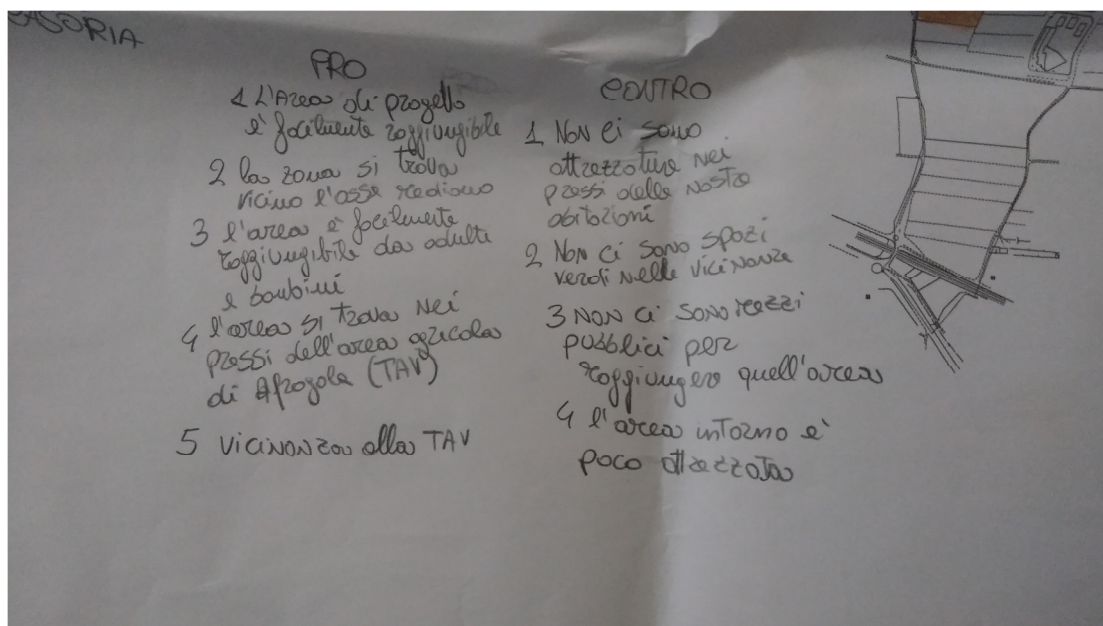 ASORIA
PRO
1 L'Area di progetto
e' facilmente raggiungibile
2 la zona si trova
vicino l'asse mediano
3 l'area e' facilmente
raggiungibile da adulti
e bambini
4 l'area si trova nei
pressi dell'area agricola
di Afragola (TAV)
5 vicinanza alla TAV
CONTRO
1 Non ci sono
attrezzature nei
pressi delle nostre
abitazioni
2 Non ci sono spazi
verdi nelle vicinanze
3 NON ci SONO mezzi
pubblici per
raggiungere quell'area
4 l'area intorno e'
poco attrezzata